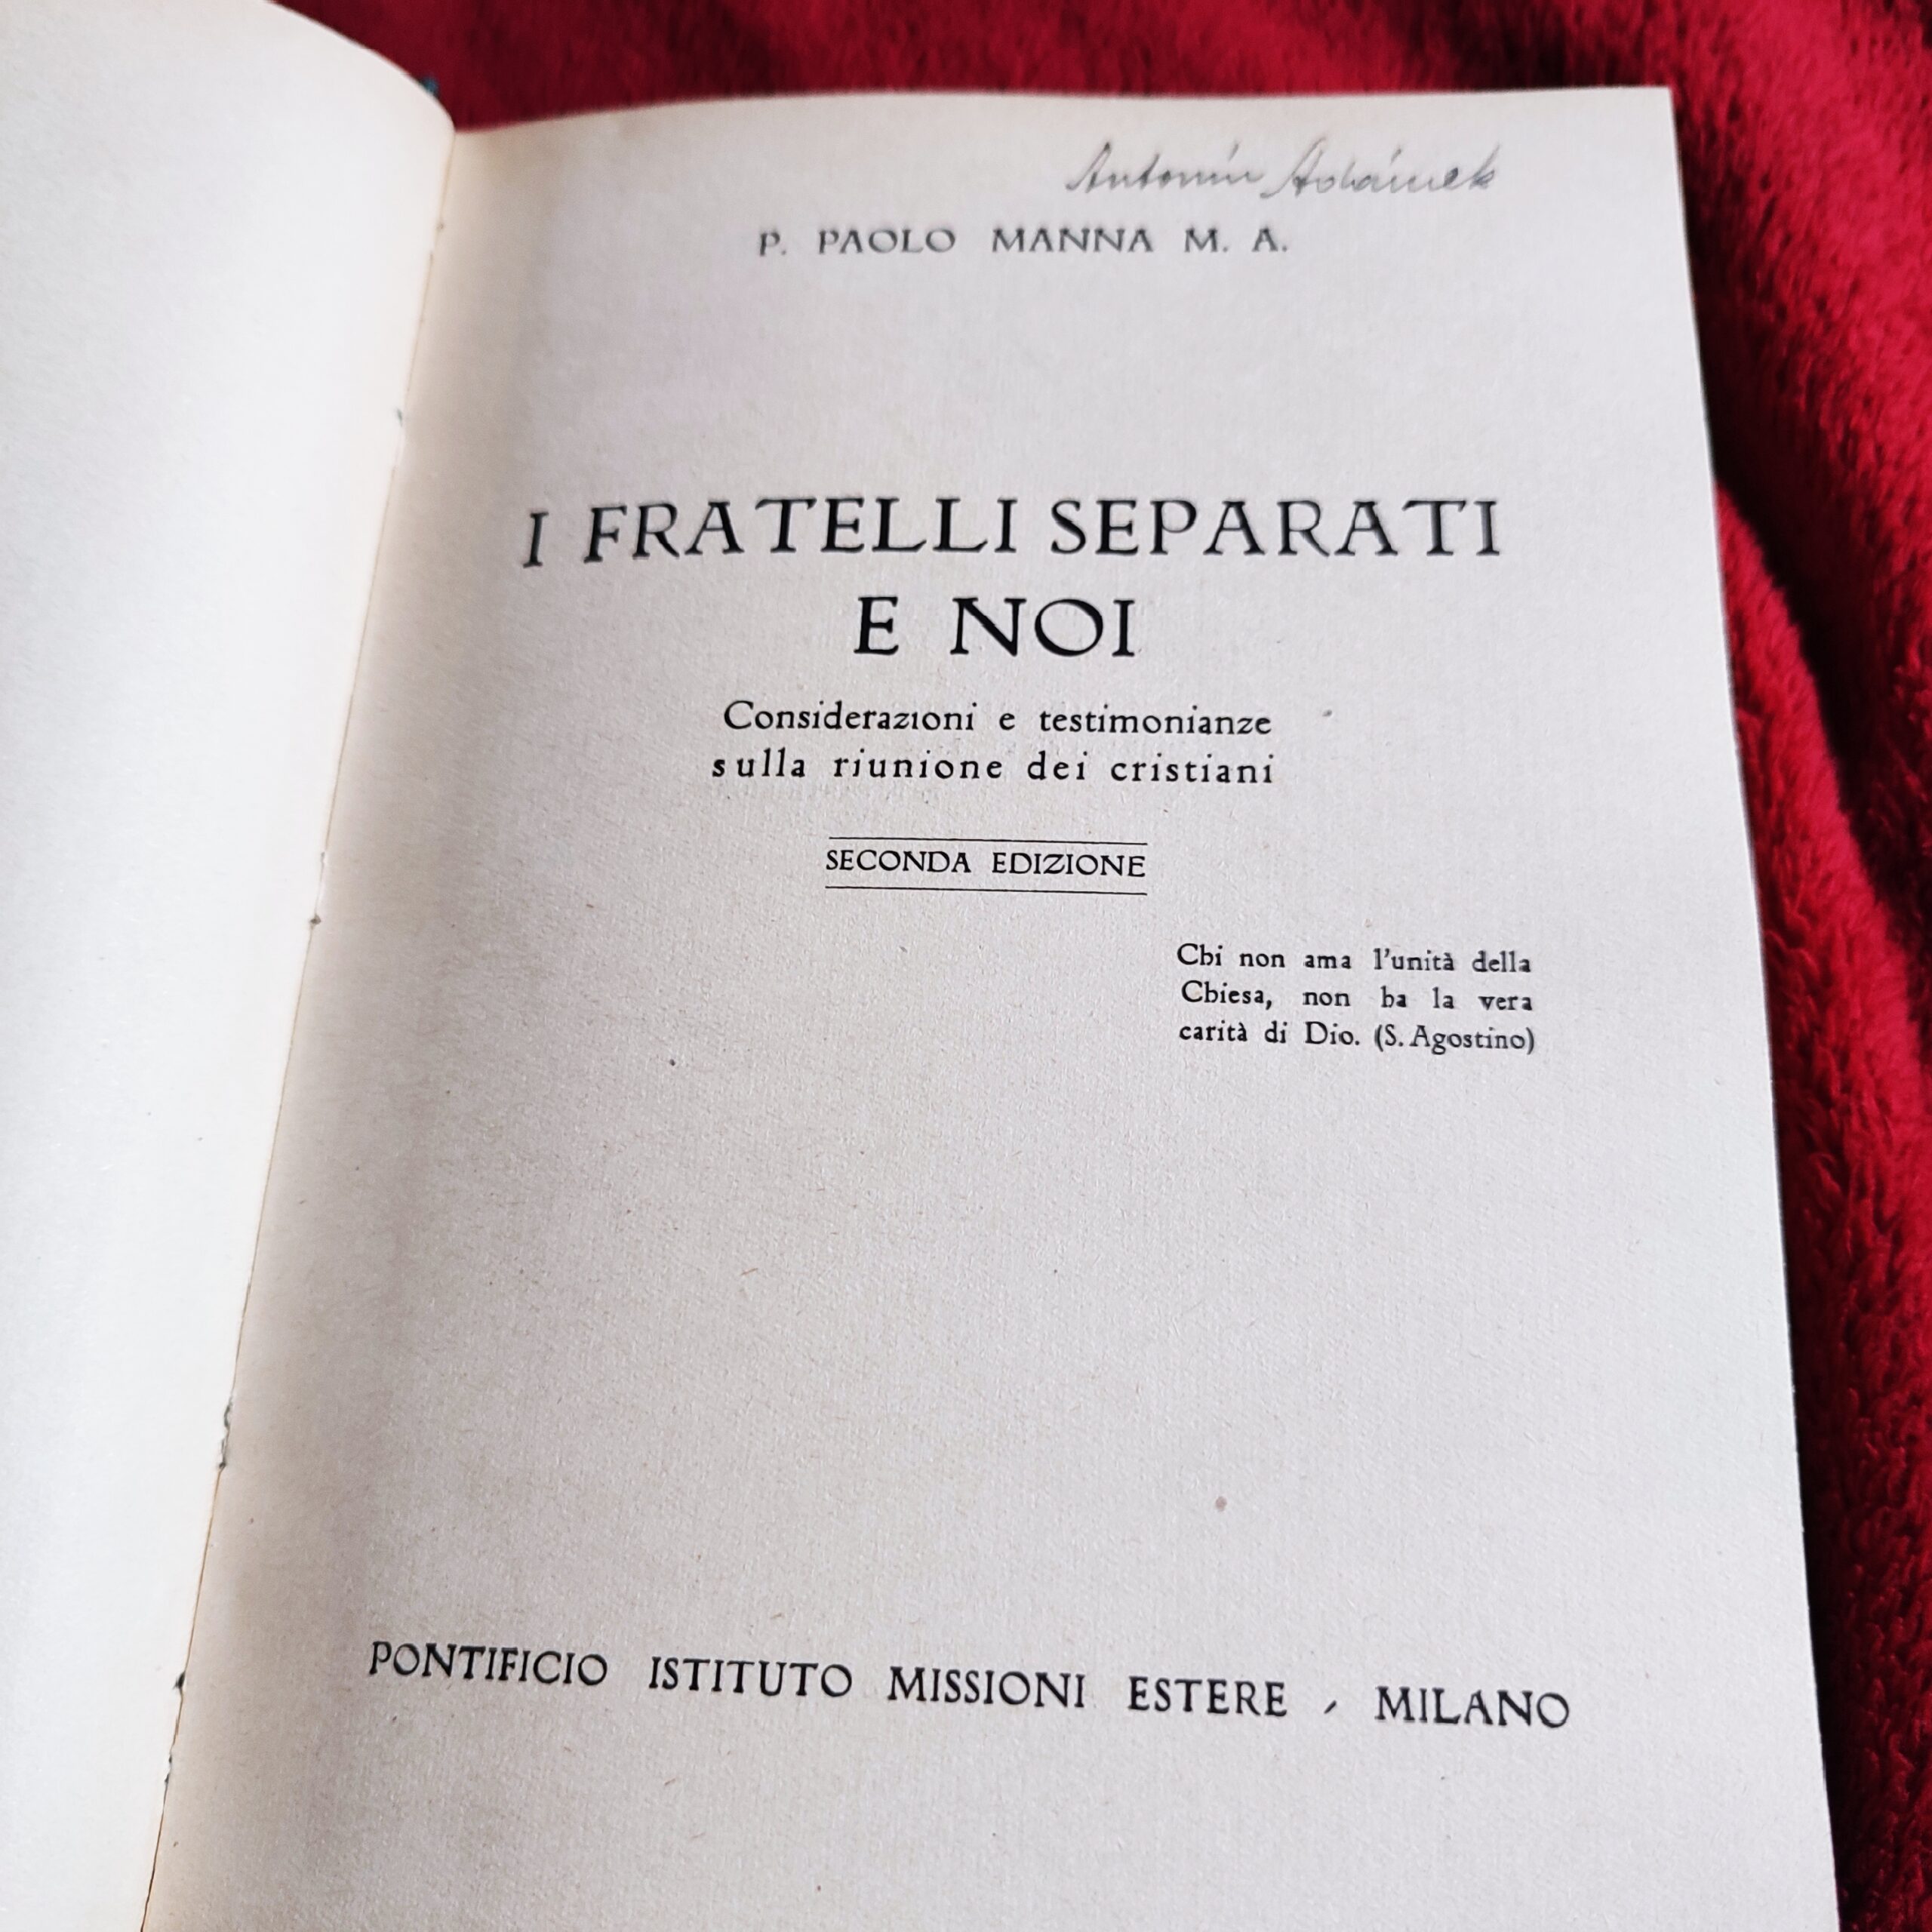 Antonín Adámek
P. PAOLO MANNA M. A.
I FRATELLI SEPARATI
E NOI
Considerazioni e testimonianze
sulla riunione dei cristiani
SECONDA EDIZIONE
Chi non ama l'unità della
Chiesa, non ha la vera
carità di Dio. (S. Agostino)
PONTIFICIO ISTITUTO MISSIONI ESTERE - MILANO